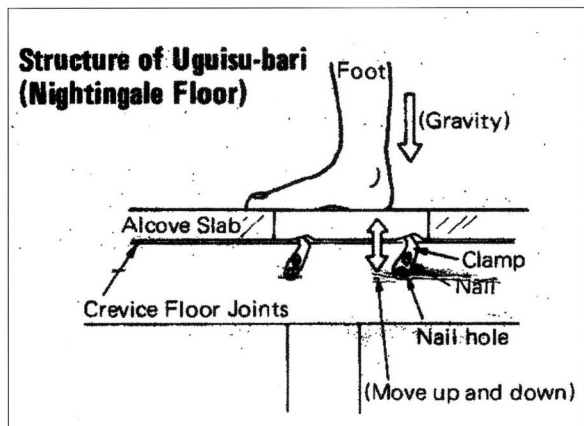 Structure of Uguisu-bari
(Nightingale Floor)
Foot
(Gravity)
Alcove Slab
Clamp
Nail
Crevice Floor Joints
Nail hole
(Move up and down)